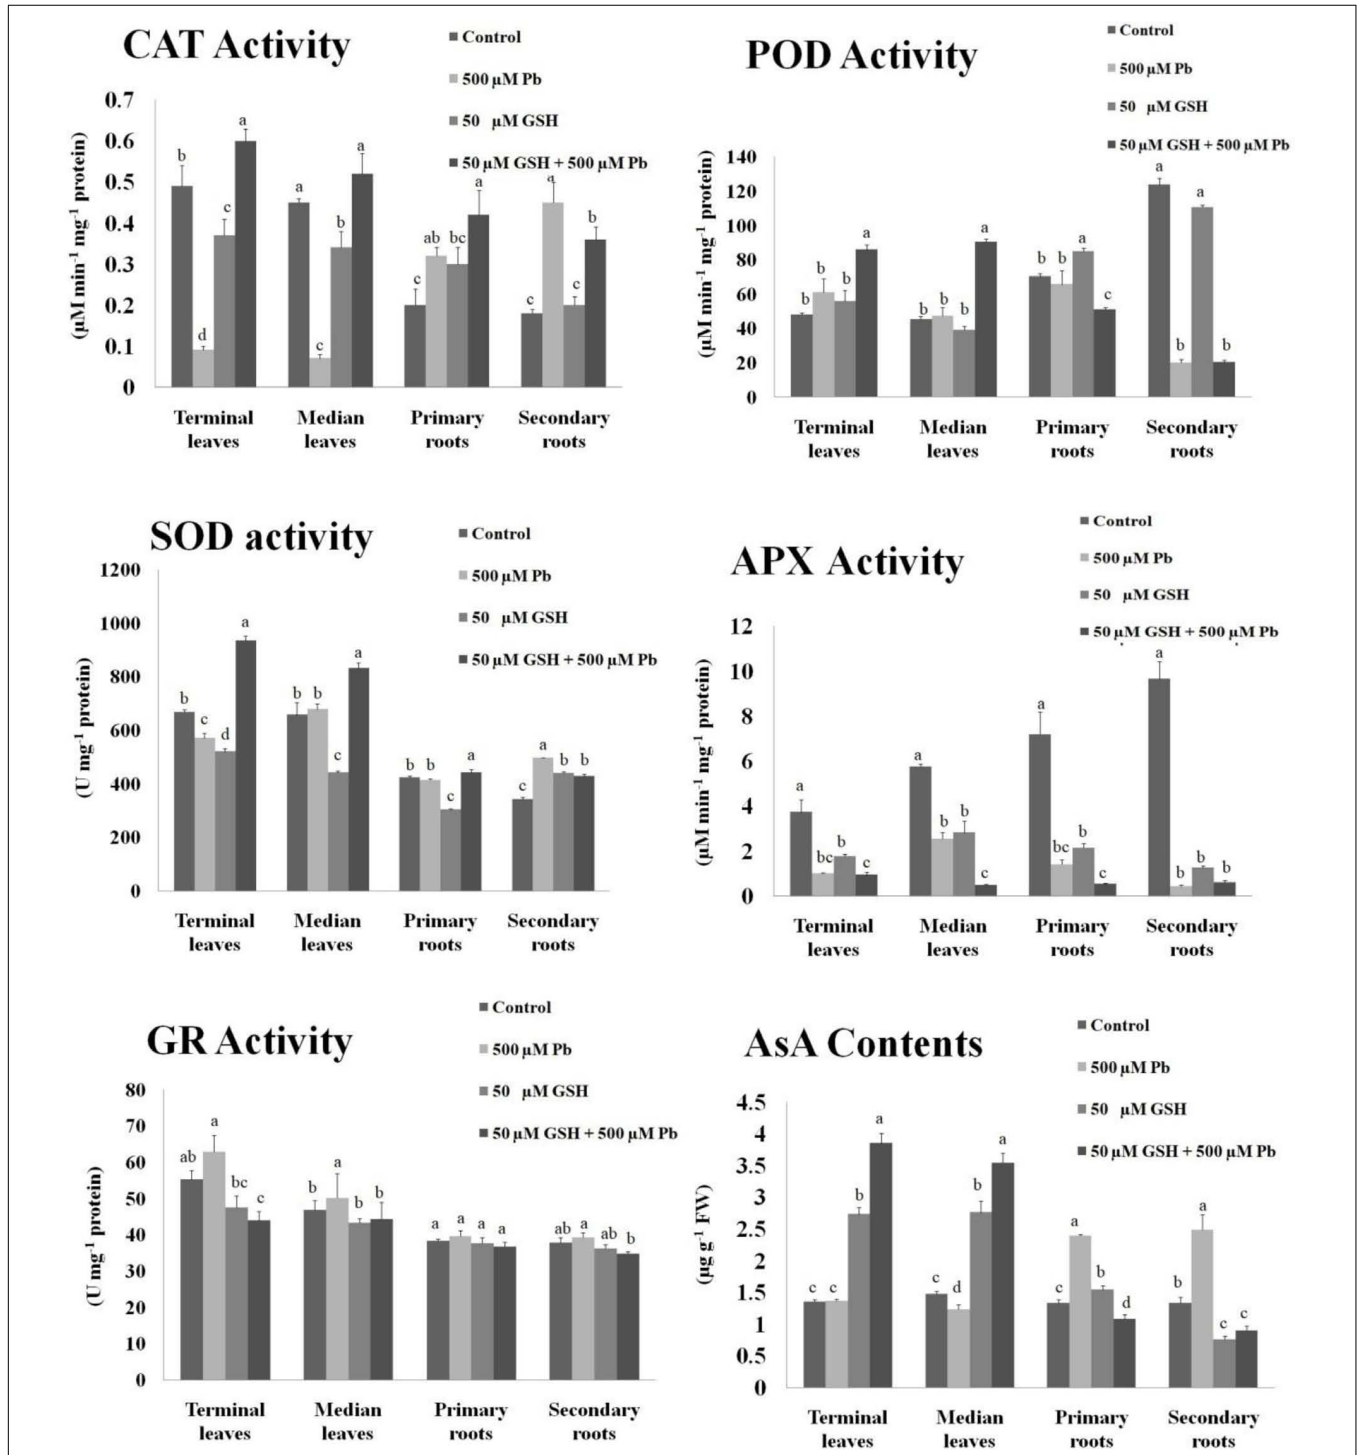 CAT Activity
Control
500 µM Pb
50 µM GSH
50 µM GSH + 500 µM Pb
(µM min-1 mg-1 protein)
0.7
0.6
0.5
0.4
0.3
0.2
0.1
0
b
d
c
a
a
c
b
a
c
ab
bc
a
c
a
c
b
Terminal leaves
Median leaves
Primary roots
Secondary roots
POD Activity
Control
500 µM Pb
50 µM GSH
50 µM GSH + 500 µM Pb
(µM min-1 mg-1 protein)
140
120
100
80
60
40
20
0
b
b
b
a
b
b
b
a
b
b
a
c
a
b
a
b
Terminal leaves
Median leaves
Primary roots
Secondary roots
SOD activity
Control
500 µM Pb
50 µM GSH
50 µM GSH + 500 µM Pb
(U mg-1 protein)
1200
1000
800
600
400
200
0
b
c
d
a
b
b
c
a
b
b
c
a
c
a
b
b
Terminal leaves
Median leaves
Primary roots
Secondary roots
APX Activity
Control
500 µM Pb
50 µM GSH
50 µM GSH + 500 µM Pb
(µM min-1 mg-1 protein)
12
10
8
6
4
2
0
a
bc
b
c
a
b
b
c
a
bc
b
c
a
b
b
b
Terminal leaves
Median leaves
Primary roots
Secondary roots
GR Activity
Control
500 µM Pb
50 µM GSH
50 µM GSH + 500 µM Pb
(U mg-1 protein)
80
70
60
50
40
30
20
10
0
ab
a
bc
c
b
a
b
b
a
a
a
a
ab
a
ab
b
Terminal leaves
Median leaves
Primary roots
Secondary roots
AsA Contents
Control
500 µM Pb
50 µM GSH
50 µM GSH + 500 µM Pb
(µg g-1 FW)
4.5
4
3.5
3
2.5
2
1.5
1
0.5
0
c
c
b
a
c
d
b
a
c
a
b
d
b
a
c
c
Terminal leaves
Median leaves
Primary roots
Secondary roots